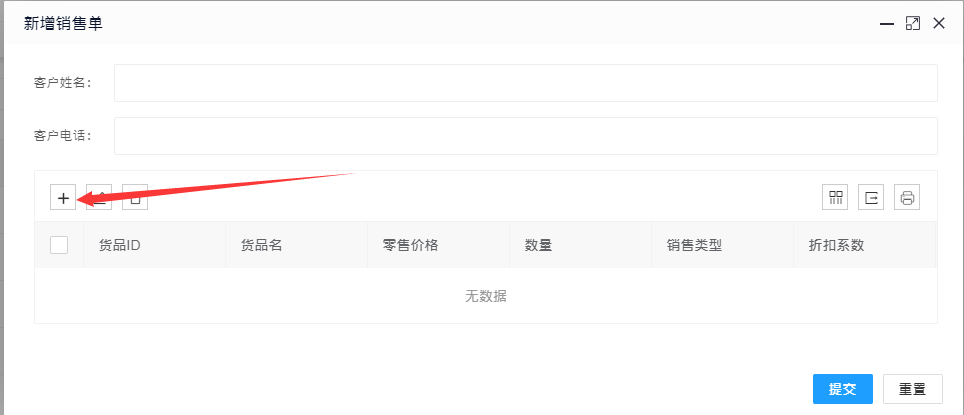 新增销售单
客户姓名：
客户电话：
货品ID 货品名 零售价格 数量 销售类型 折扣系数
无数据
提交 重置